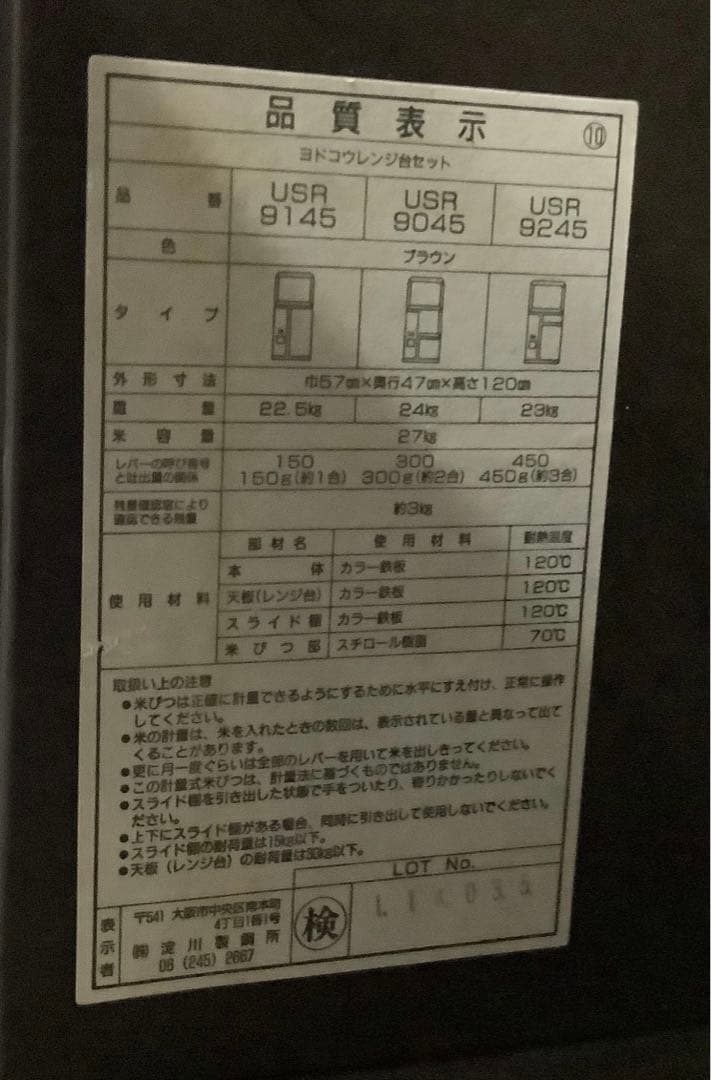 品質表示 ⑩
ヨドコウレンジ台セット
品番 USR 9145 USR 9045 USR 9245
色 ブラウン
タイプ
外形寸法 巾57cm×奥行47cm×高さ120cm
重量 22.5kg 24kg 23kg
米容量 27kg
レバーの呼び番号と吐出量の関係 150 300 450
150g(約1合) 300g(約2合) 450g(約3合)
残量確認窓により確認できる残量 約3kg
使用材料 部材名 使用材料 耐熱温度
本体 カラー鉄板 120℃
天板(レンジ台) カラー鉄板 120℃
スライド棚 カラー鉄板 120℃
米びつ部 スチロール樹脂 70℃
取扱い上の注意
●米びつは正確に計量できるようにするために水平にすえ付け、正常に操作
してください。
●米の計量は、米を入れたときの数回は、表示されている量と異なって出て
くることがあります。
●更に月一度ぐらいは全部のレバーを用いて米を出しきってください。
●この計量式米びつは、計量法に基づくものではありません。
●スライド棚を引き出した状態で手をついたり、寄りかかったりしないでく
ださい。
●上下にスライド棚がある場合、同時に引き出して使用しないでください。
●スライド棚の耐荷量は15kg以下。
●天板(レンジ台)の耐荷量は30kg以下。
LOT No.
表示者 〒541 大阪市中央区南本町
4丁目1番1号
㈱淀川製鋼所
06 (245) 2667
検